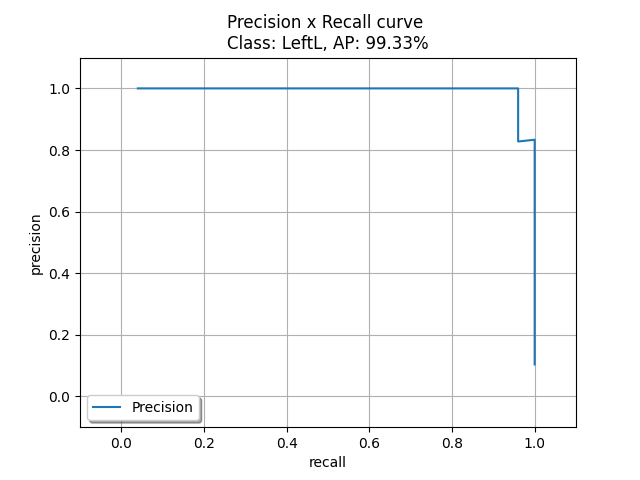 Precision x Recall curve
Class: LeftL, AP: 99.33%
1.0
0.8
0.6
0.4
0.2
0.0
precision
Precision
0.0 0.2 0.4 0.6 0.8 1.0
recall